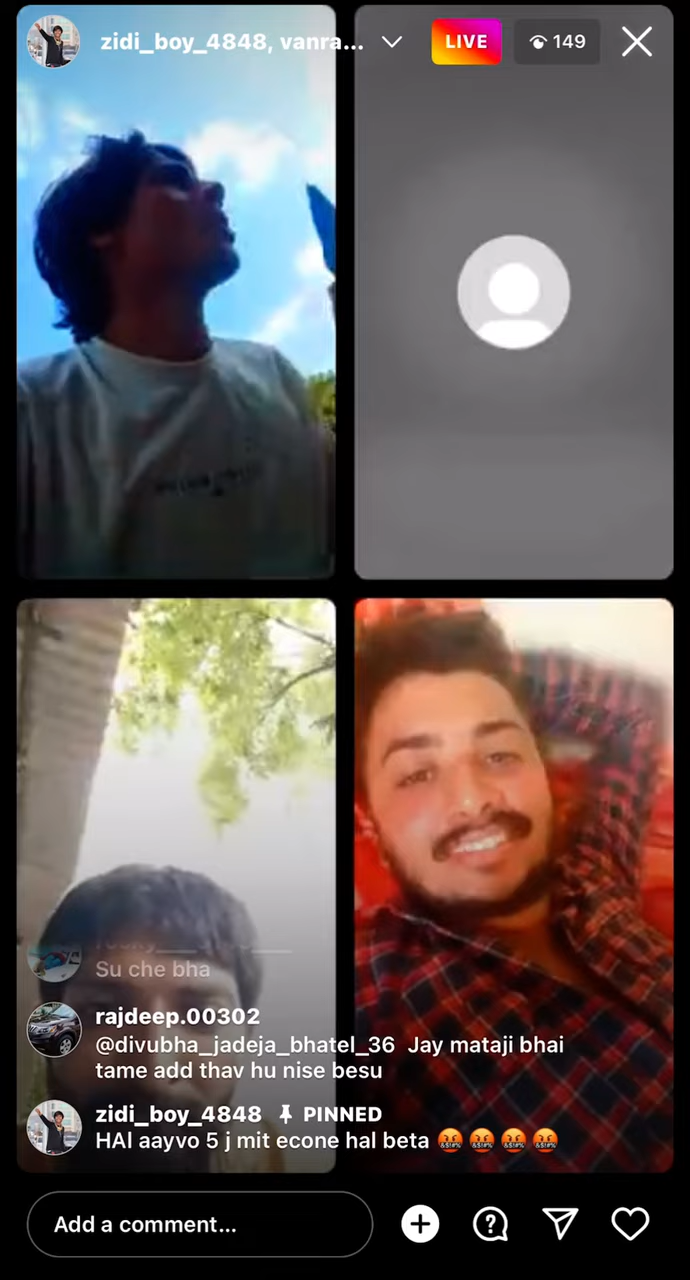 zidi_boy_4848, vanra...
LIVE
149
Su che bha
rajdeep.00302
@divubha_jadeja_bhatel_36 Jay mataji bhai
tame add thav hu nise besu
zidi_boy_4848 PINNED
HAI aayvo 5 j mit econe hal beta 🤬 🤬 🤬 🤬
Add a comment...